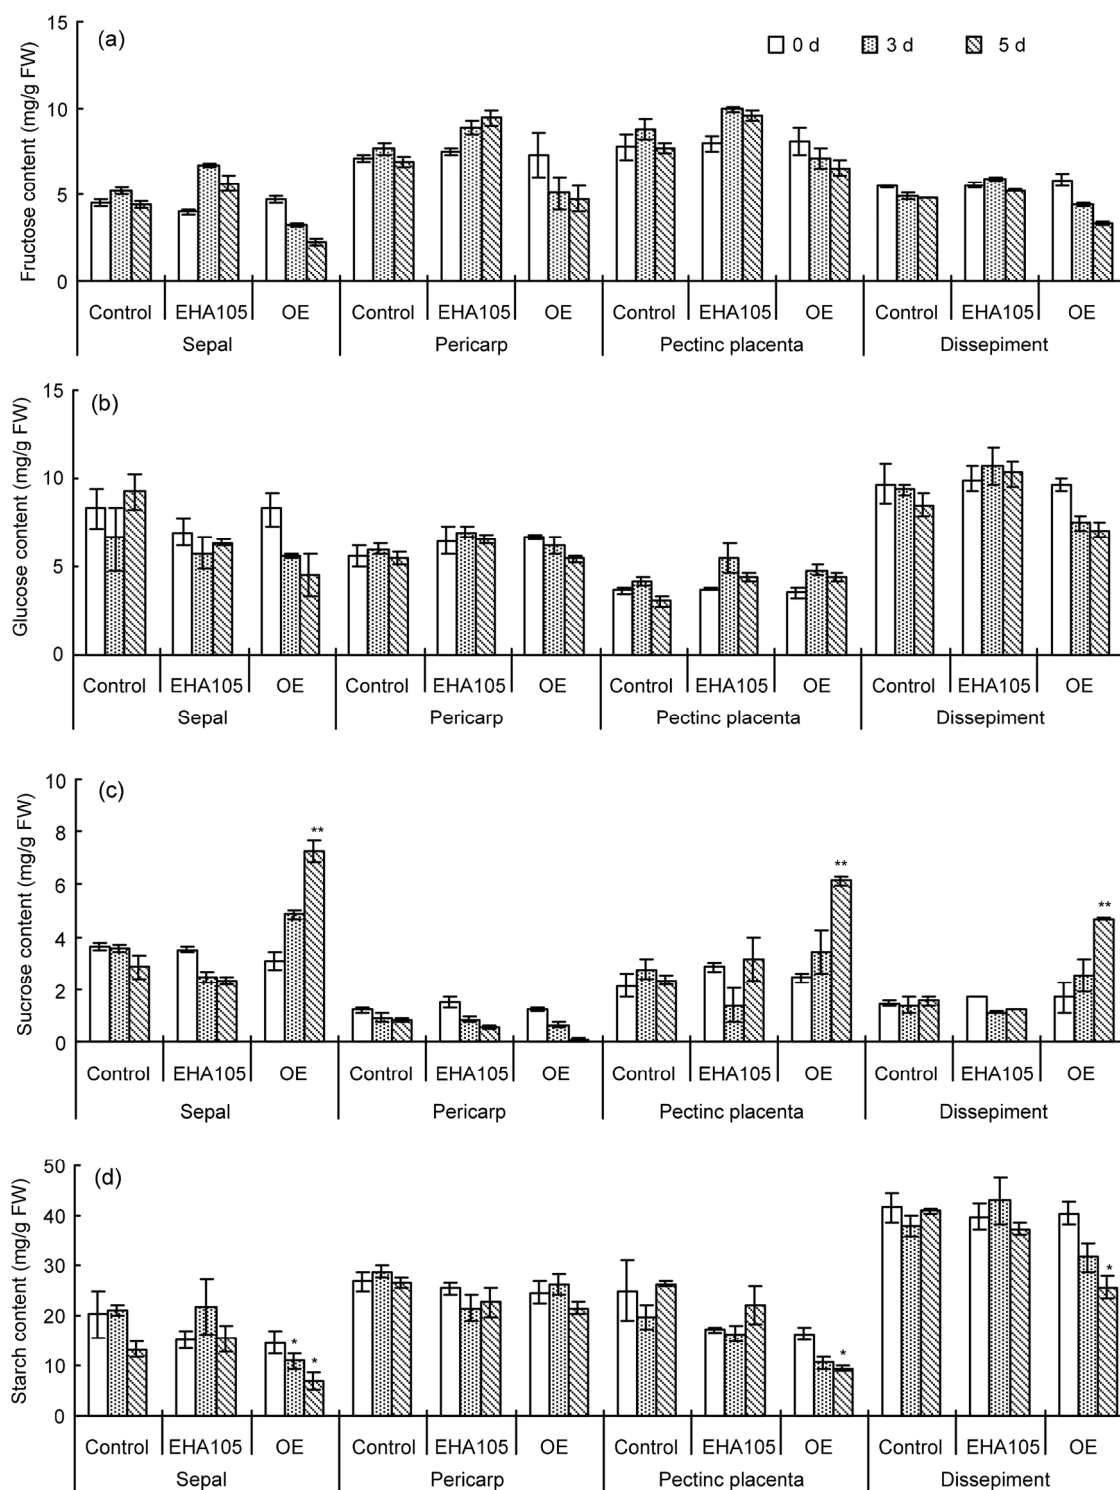 (a)
0 d 3 d 5 d
Fructose content (mg/g FW)
15
10
5
0
Control EHA105 OE Control EHA105 OE Control EHA105 OE Control EHA105 OE
Sepal Pericarp Pectinc placenta Dissepiment
(b)
Glucose content (mg/g FW)
15
10
5
0
Control EHA105 OE Control EHA105 OE Control EHA105 OE Control EHA105 OE
Sepal Pericarp Pectinc placenta Dissepiment
(c)
Sucrose content (mg/g FW)
10
8
6
4
2
0
** ** **
Control EHA105 OE Control EHA105 OE Control EHA105 OE Control EHA105 OE
Sepal Pericarp Pectinc placenta Dissepiment
(d)
Starch content (mg/g FW)
50
40
30
20
10
0
* * * *
Control EHA105 OE Control EHA105 OE Control EHA105 OE Control EHA105 OE
Sepal Pericarp Pectinc placenta Dissepiment